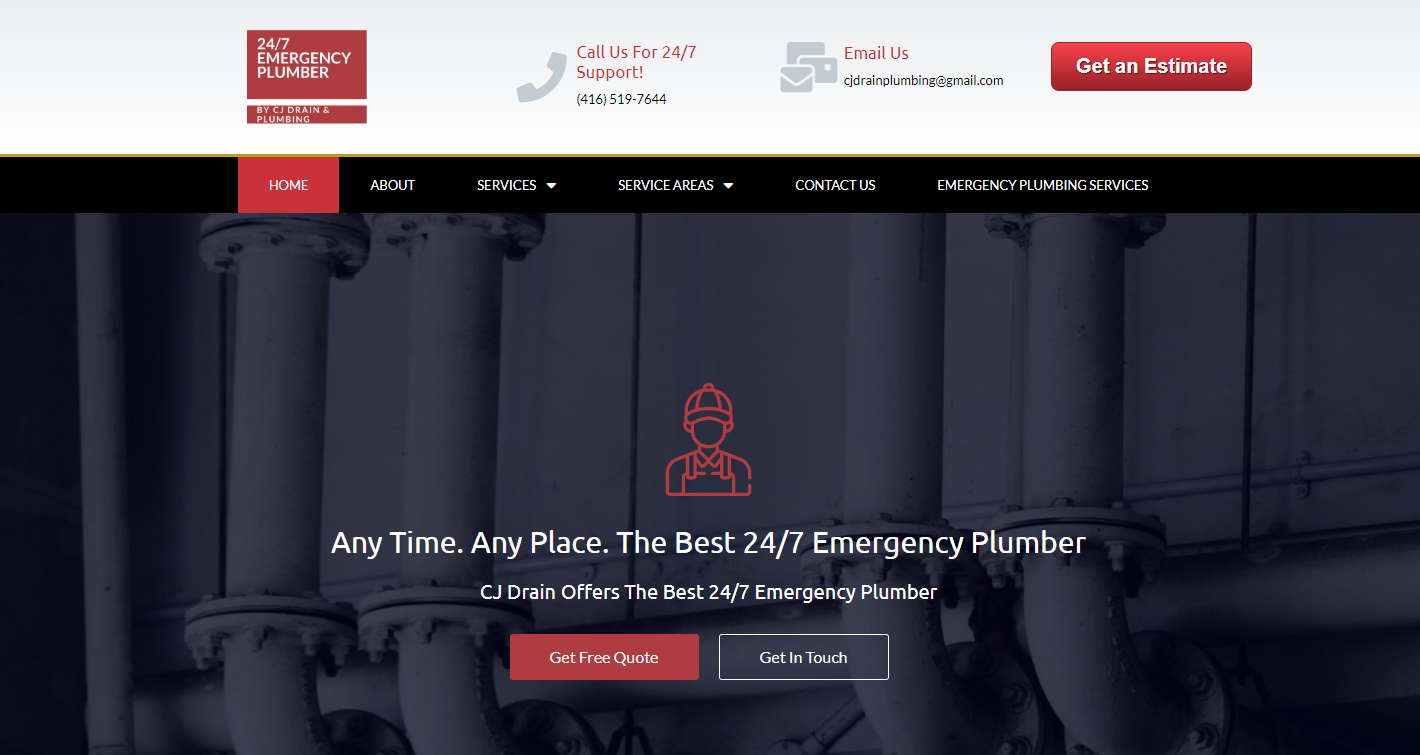 24/7
EMERGENCY
PLUMBER
BY CJ DRAIN &
PLUMBING
Call Us For 24/7
Support!
(416) 519-7644
Email Us
cjdrainplumbing@gmail.com
Get an Estimate
HOME ABOUT SERVICES SERVICE AREAS CONTACT US EMERGENCY PLUMBING SERVICES
Any Time. Any Place. The Best 24/7 Emergency Plumber
CJ Drain Offers The Best 24/7 Emergency Plumber
Get Free Quote Get In Touch